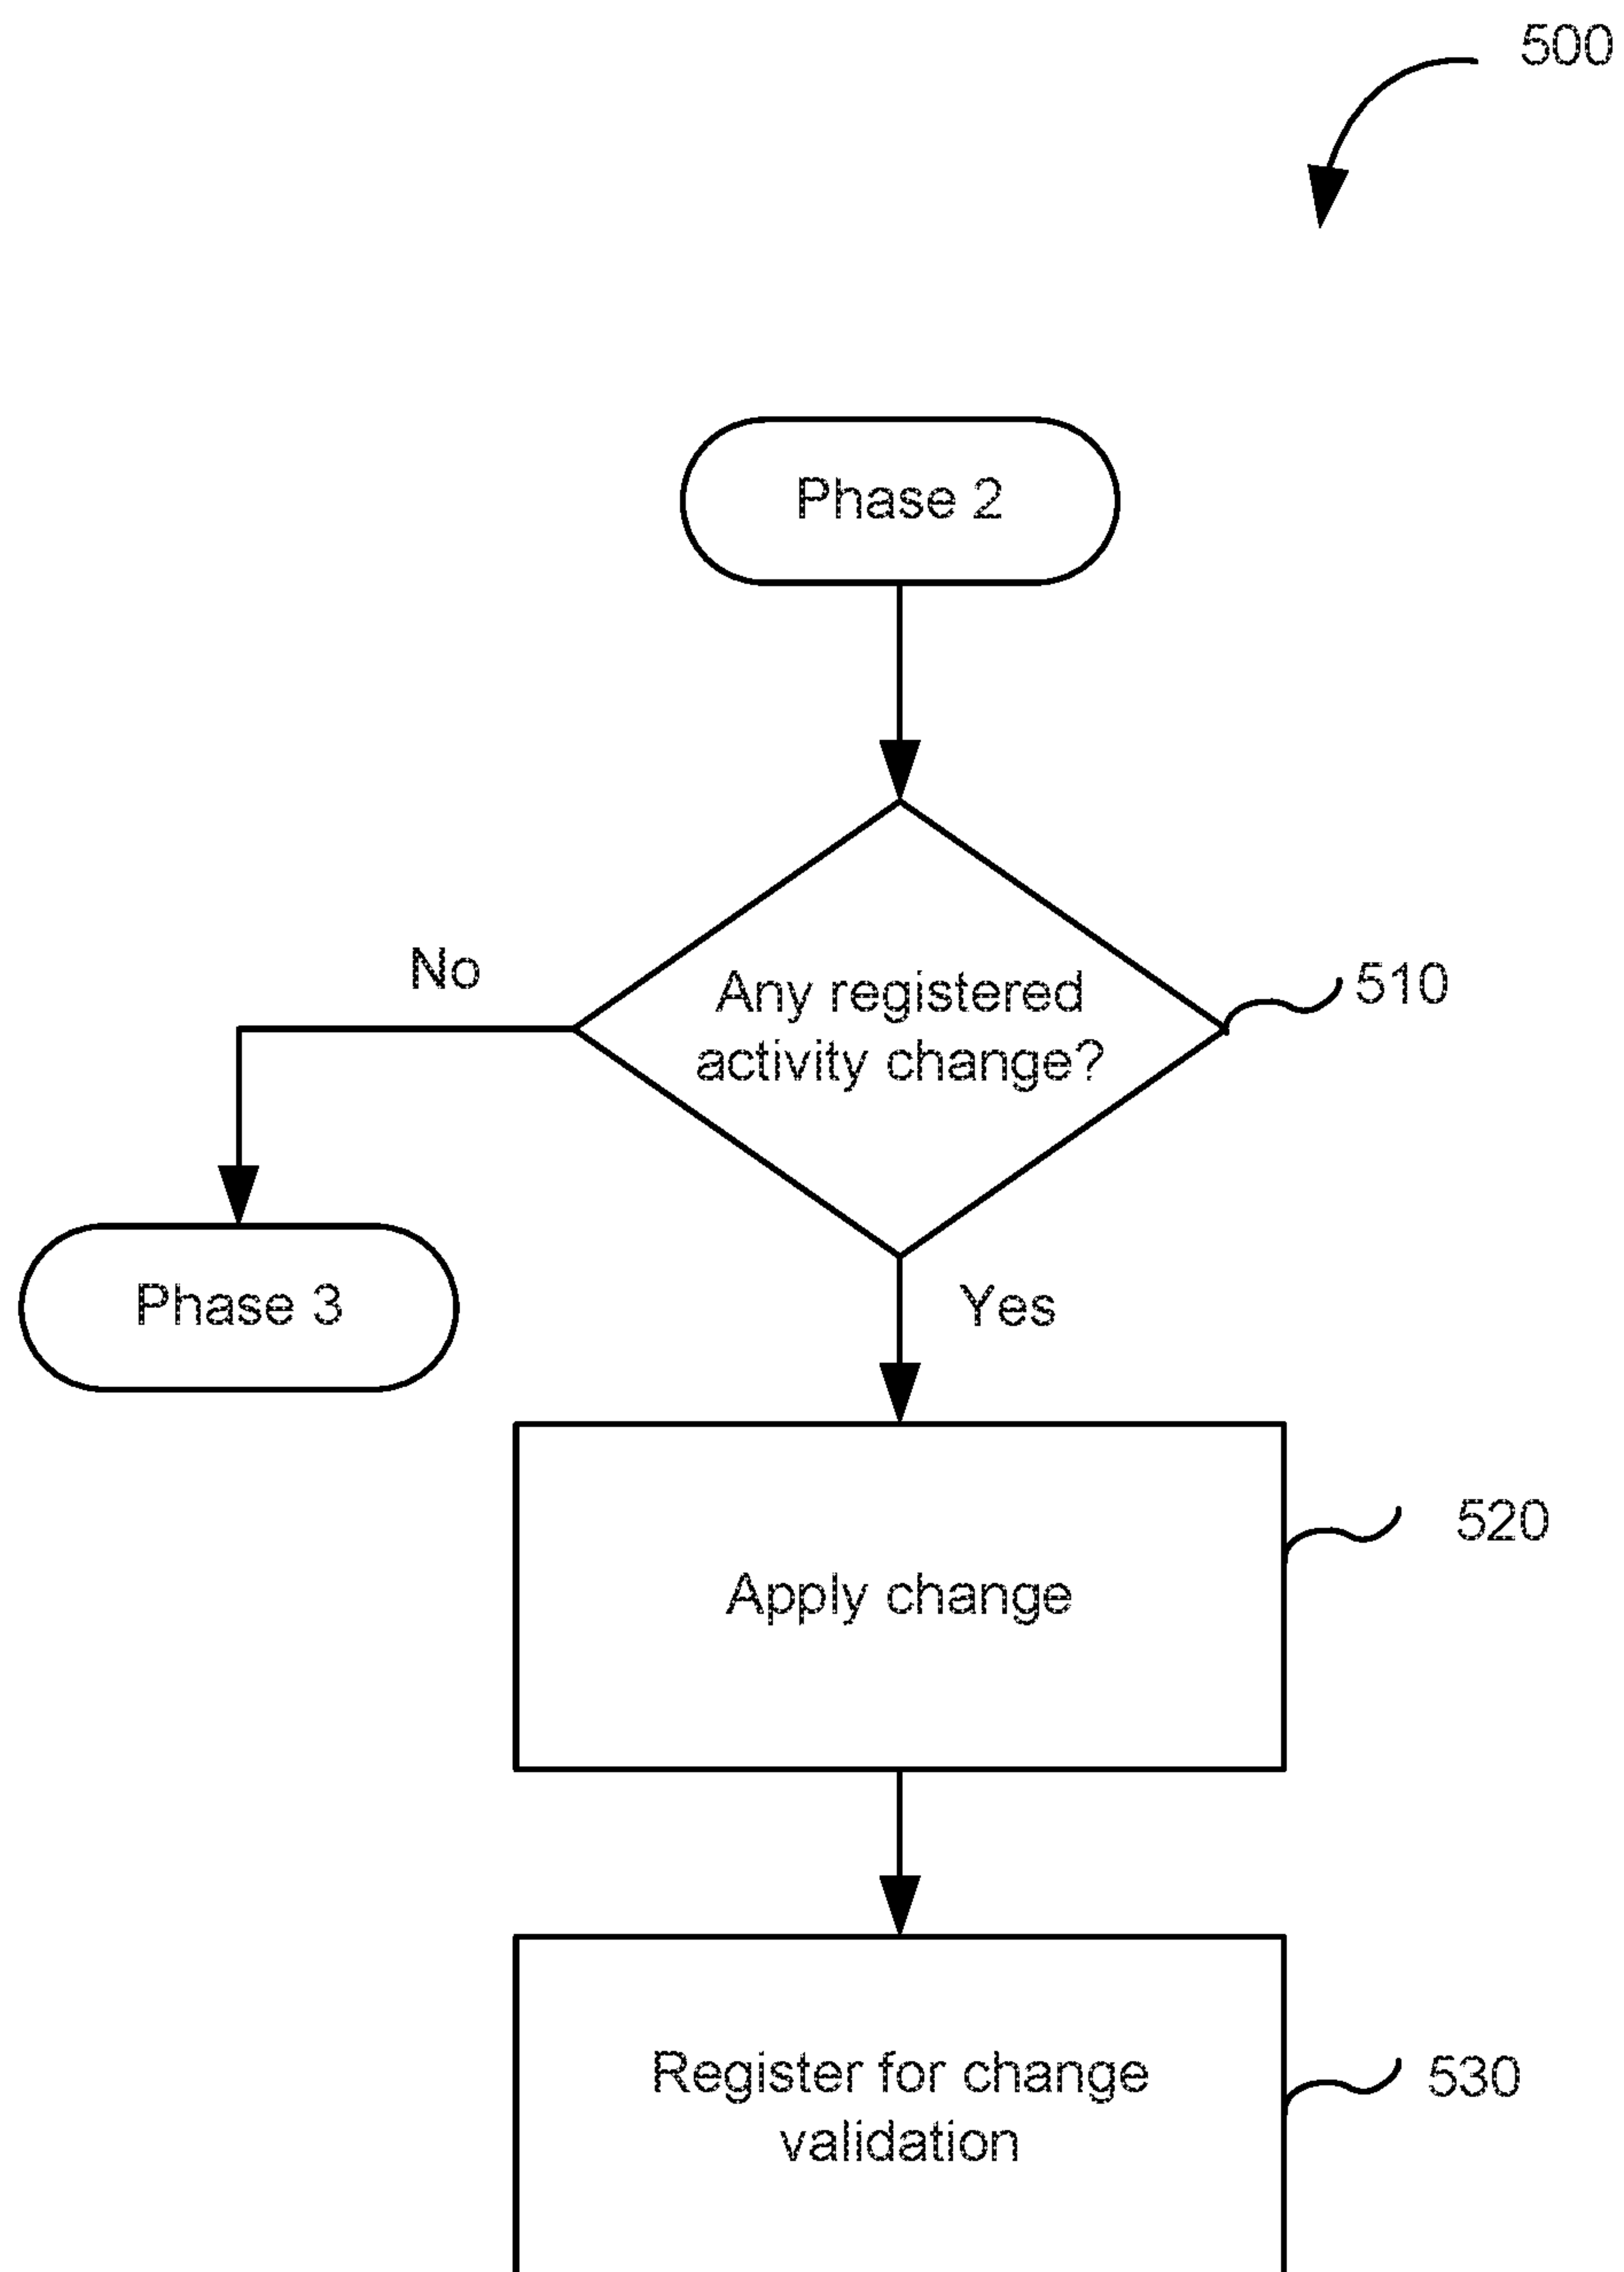 500
Phase 2
No
Any registered
activity change?
510
Phase 3
Yes
Apply change
520
Register for change
validation
530